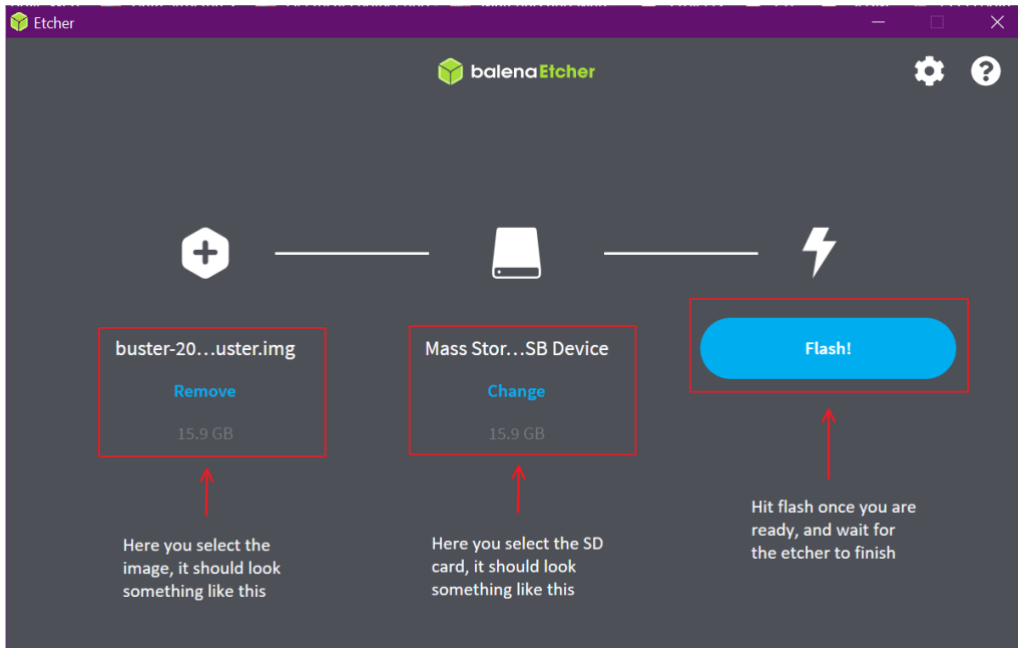 Etcher
balenaEtcher
buster-20...uster.img
Remove
15.9 GB
Here you select the
image, it should look
something like this
Mass Stor...SB Device
Change
15.9 GB
Here you select the SD
card, it should look
something like this
Flash!
Hit flash once you are
ready, and wait for
the etcher to finish